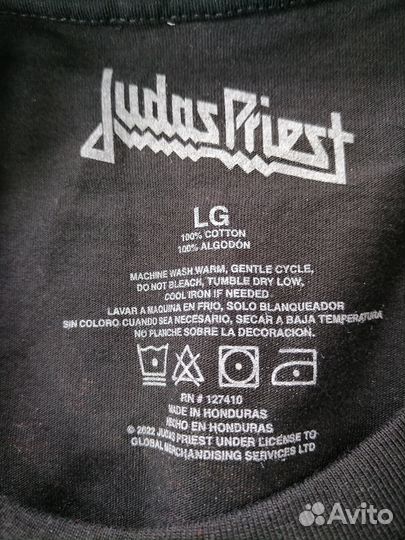 Judas Priest
LG
100% COTTON
100% ALGODÓN
MACHINE WASH WARM, GENTLE CYCLE,
DO NOT BLEACH, TUMBLE DRY LOW,
COOL IRON IF NEEDED
LAVAR A MAQUINA EN FRIO, SOLO BLANQUEADOR
SIN COLORO CUANDO SEA NECESARIO, SECAR A BAJA TEMPERATURA
NO PLANCHE SOBRE LA DECORACION.
RN # 127410
MADE IN HONDURAS
HECHO EN HONDURAS
© 2022 JUDAS PRIEST UNDER LICENSE TO
GLOBAL MERCHANDISING SERVICES LTD
Avito